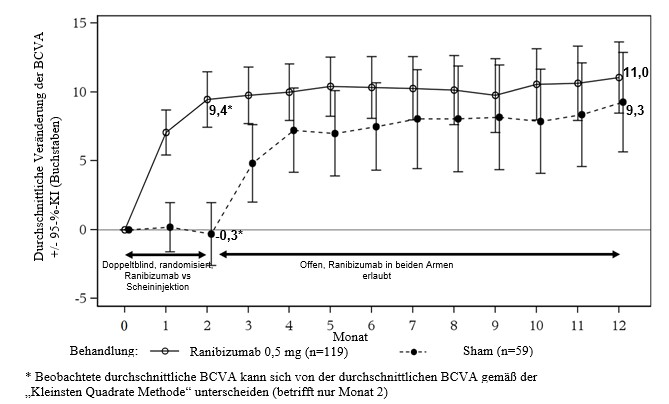 Durchschnittliche Veränderung der BCVA
+/- 95-%-KI (Buchstaben)
15
10
5
0
-5
9,4*
-0,3*
11,0
9,3
Doppeltblind, randomisiert,
Ranibizumab vs
Scheininjektion
Offen, Ranibizumab in beiden Armen
erlaubt
0 1 2 3 4 5 6 7 8 9 10 11 12
Monat
Behandlung: Ranibizumab 0,5 mg (n=119) Sham (n=59)
* Beobachtete durchschnittliche BCVA kann sich von der durchschnittlichen BCVA gemäß der
„Kleinsten Quadrate Methode“ unterscheiden (betrifft nur Monat 2)